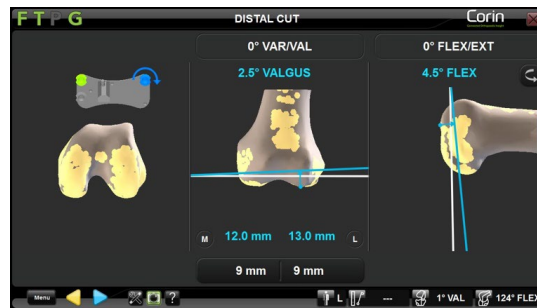 F T P G
DISTAL CUT
Corin
0° VAR/VAL
0° FLEX/EXT
2.5° VALGUS
4.5° FLEX
M 12.0 mm 13.0 mm L
9 mm 9 mm
Menu ? L --- 1° VAL 124° FLEX